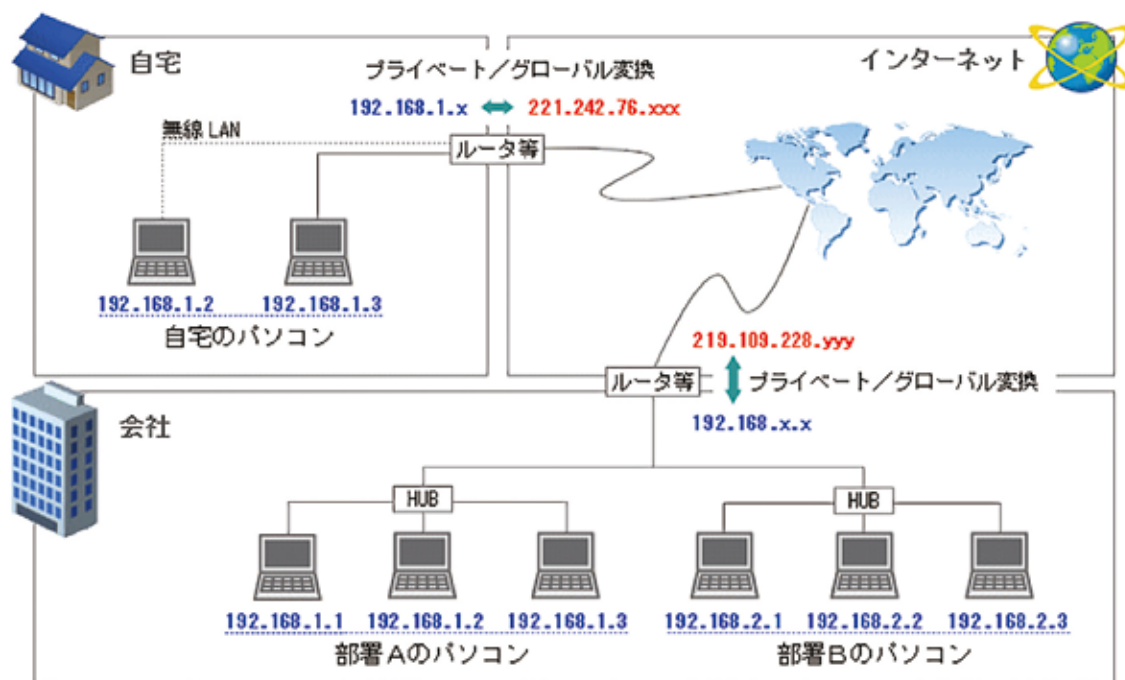 自宅
インターネット
プライベート／グローバル変換
192.168.1.x
221.242.76.xxx
無線LAN
ルータ等
192.168.1.2
192.168.1.3
自宅のパソコン
219.109.228.yyy
ルータ等
プライベート／グローバル変換
192.168.x.x
会社
HUB
HUB
192.168.1.1
192.168.1.2
192.168.1.3
192.168.2.1
192.168.2.2
192.168.2.3
部署Aのパソコン
部署Bのパソコン